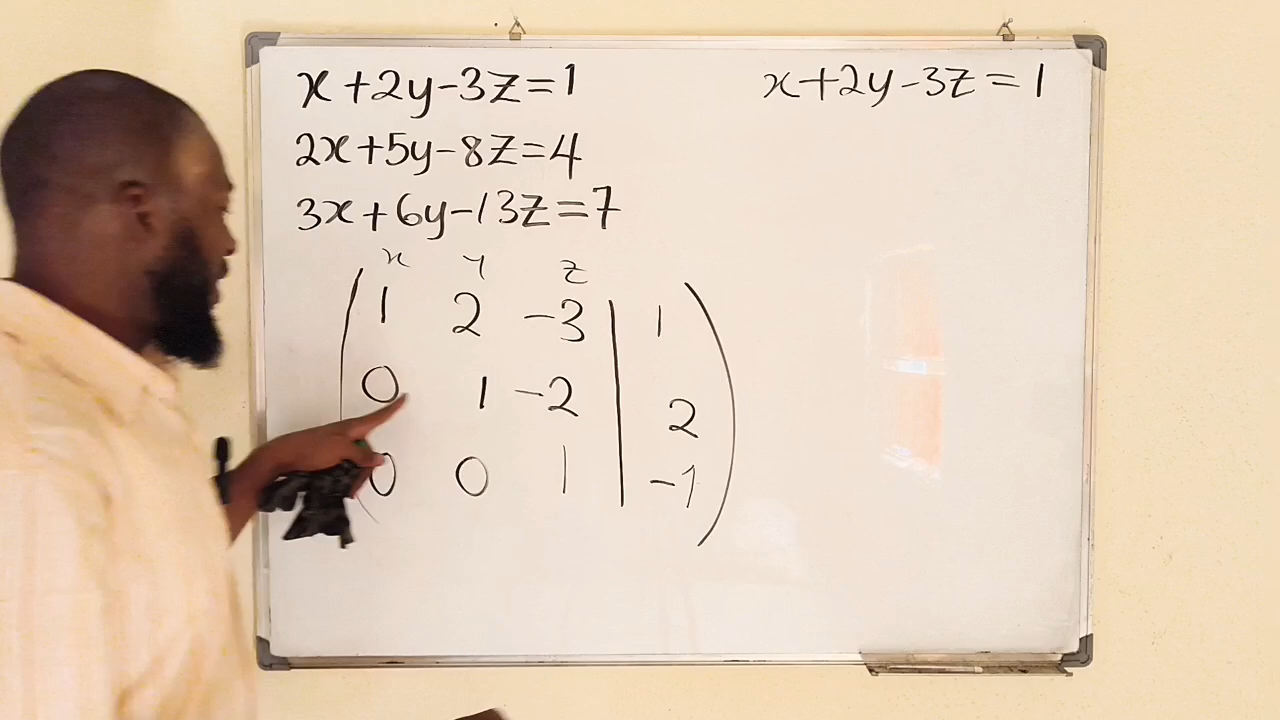 x+2y-3z=1
x+2y-3z=1
2x+5y-8z=4
3x+6y-13z=7
x y z
1 2 -3 1
0 1 -2 2
0 0 1 -1